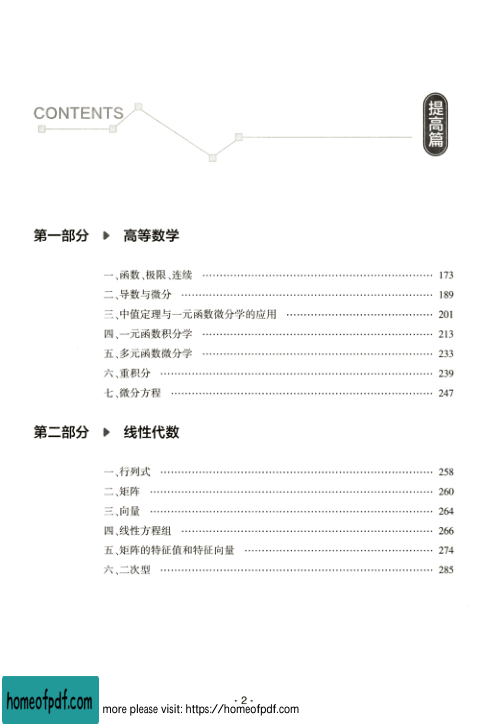 CONTENTS
提高篇
第一部分 ▶ 高等数学
一、函数、极限、连续 …………………………………… 173
二、导数与微分 …………………………………… 189
三、中值定理与一元函数微分学的应用 …………………………………… 201
四、一元函数积分学 …………………………………… 213
五、多元函数微分学 …………………………………… 233
六、重积分 …………………………………… 239
七、微分方程 …………………………………… 247
第二部分 ▶ 线性代数
一、行列式 …………………………………… 258
二、矩阵 …………………………………… 260
三、向量 …………………………………… 264
四、线性方程组 …………………………………… 266
五、矩阵的特征值和特征向量 …………………………………… 274
六、二次型 …………………………………… 285
· 2 ·
homeofpdf.com
more please visit: https://homeofpdf.com